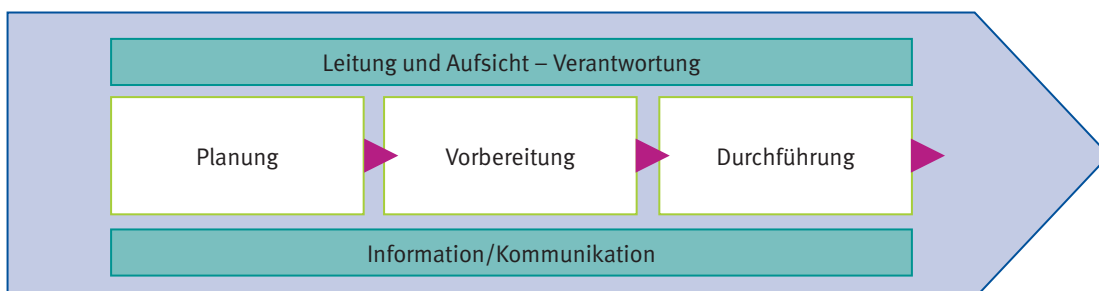 Leitung und Aufsicht – Verantwortung
Planung
Vorbereitung
Durchführung
Information/Kommunikation